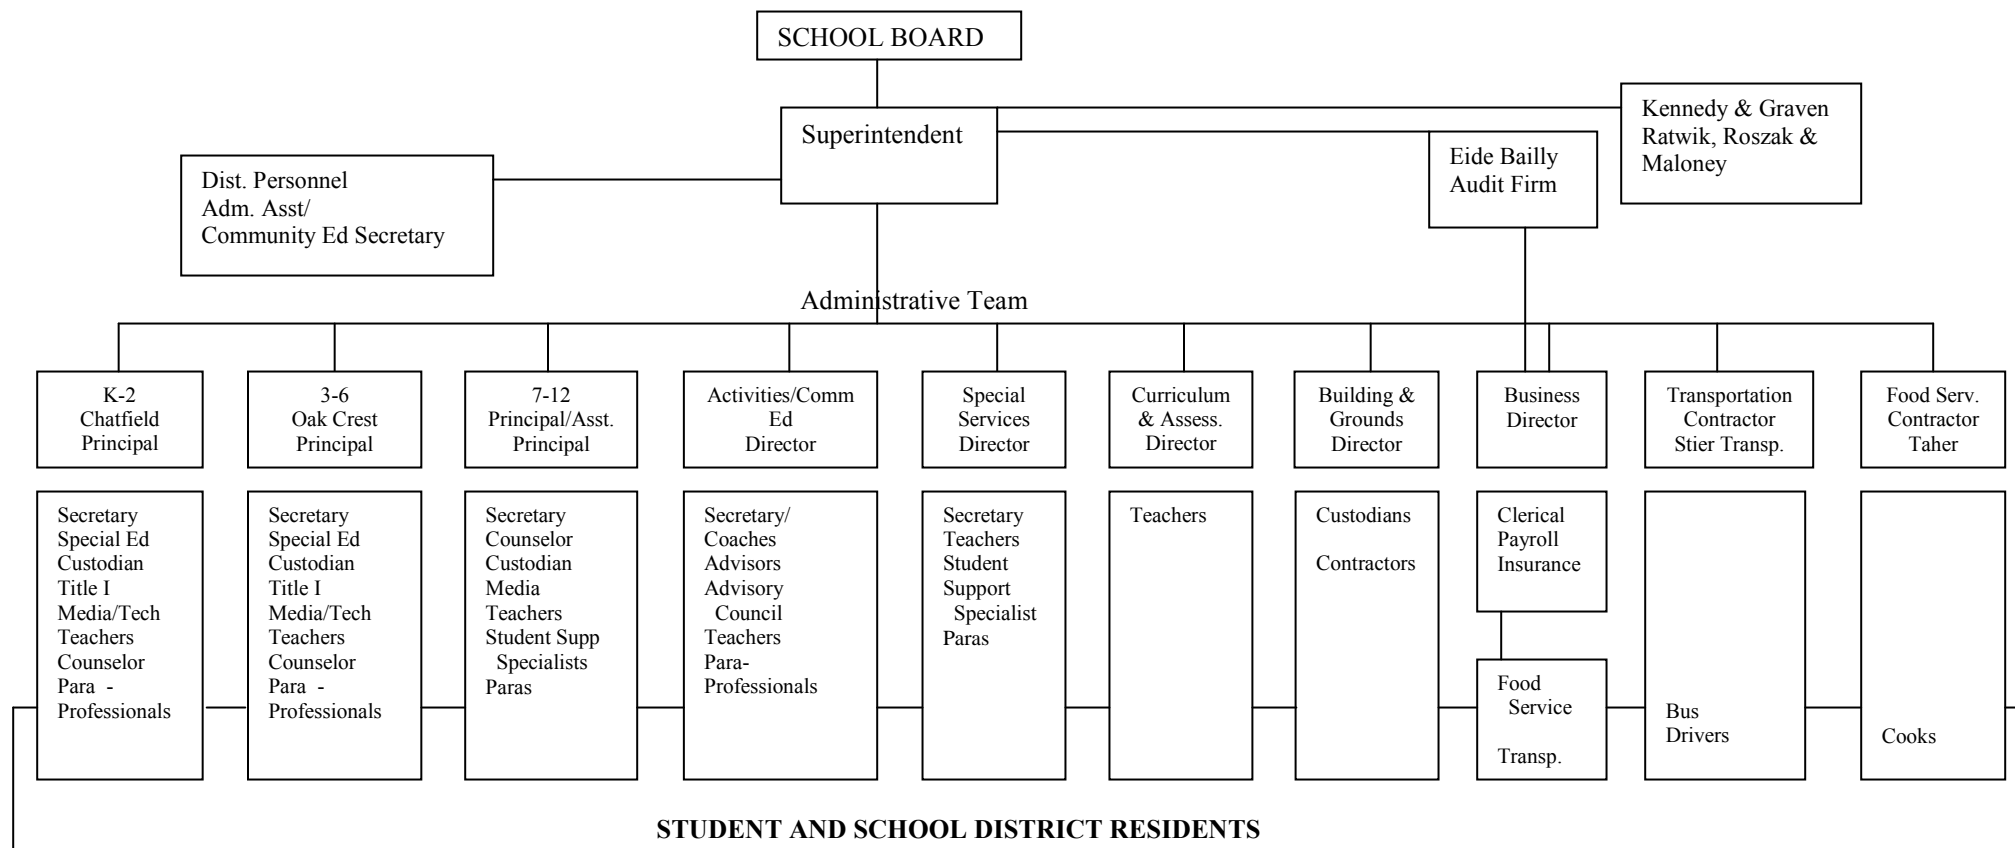 SCHOOL BOARD
Superintendent
Kennedy & Graven
Ratwik, Roszak &
Maloney
Eide Bailly
Audit Firm
Dist. Personnel
Adm. Asst/
Community Ed Secretary
Administrative Team
K-2
Chatfield
Principal
3-6
Oak Crest
Principal
7-12
Principal/Asst.
Principal
Activities/Comm
Ed
Director
Special
Services
Director
Curriculum
& Assess.
Director
Building &
Grounds
Director
Business
Director
Transportation
Contractor
Stier Transp.
Food Serv.
Contractor
Taher
Secretary
Special Ed
Custodian
Title I
Media/Tech
Teachers
Counselor
Para -
Professionals
Secretary
Special Ed
Custodian
Title I
Media/Tech
Teachers
Counselor
Para -
Professionals
Secretary
Counselor
Custodian
Media
Teachers
Student Supp
Specialists
Paras
Secretary/
Coaches
Advisors
Advisory
Council
Teachers
Para-
Professionals
Secretary
Teachers
Student
Support
Specialist
Paras
Teachers
Custodians
Contractors
Clerical
Payroll
Insurance
Food
Service
Transp.
Bus
Drivers
Cooks
STUDENT AND SCHOOL DISTRICT RESIDENTS